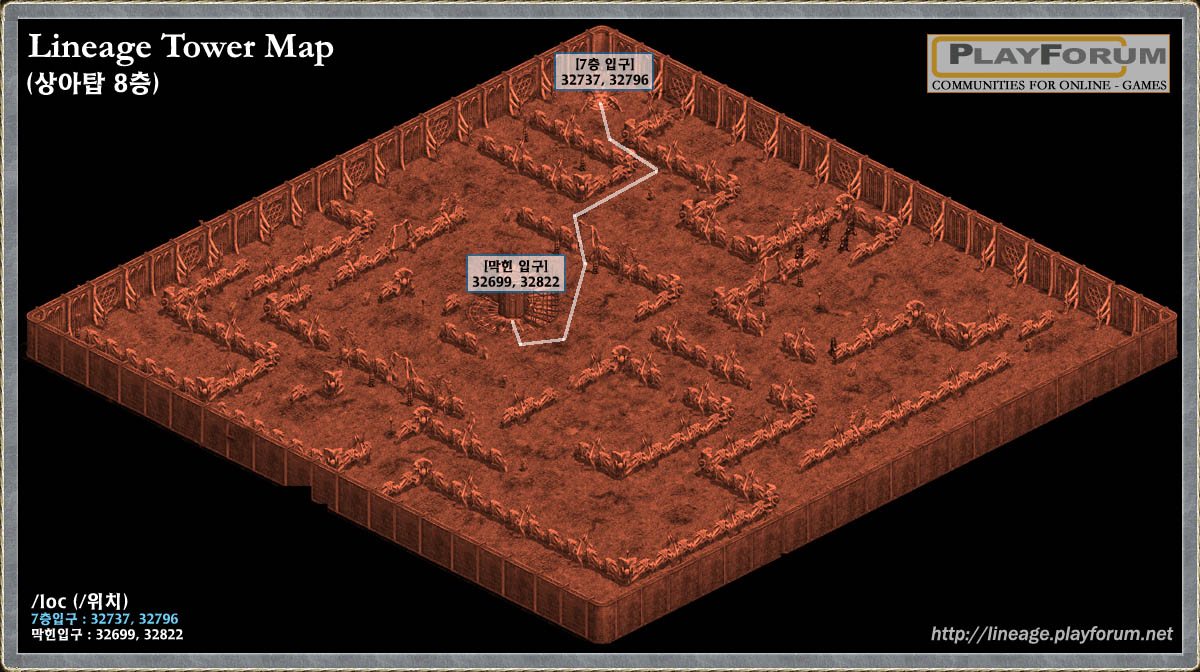 Lineage Tower Map
(상아탑 8층)
PLAYFORUM
COMMUNITIES FOR ONLINE - GAMES
[7층 입구]
32737, 32796
[막힌 입구]
32699, 32822
/loc (/위치)
7층입구 : 32737, 32796
막힌입구 : 32699, 32822
http://lineage.playforum.net